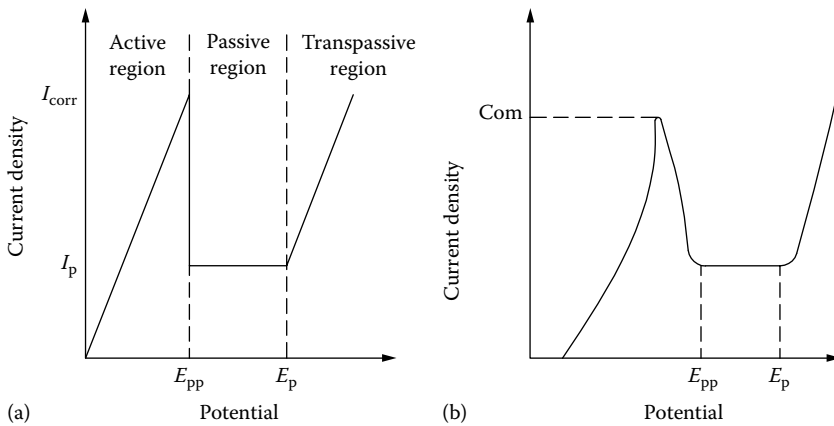 Active region
Passive region
Transpassive region
Current density
I_corr
I_p
E_pp
E_p
(a)
Potential
Current density
Com
E_pp
E_p
(b)
Potential